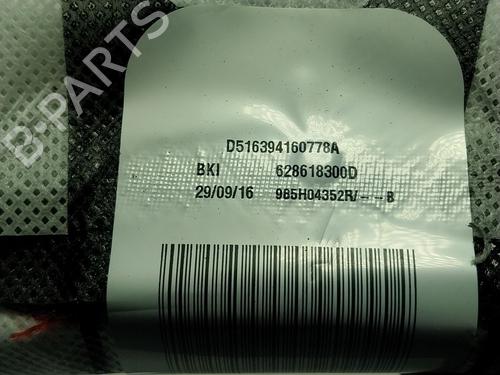 B-PARTS
D516394160778A
BKI 628618300D
29/09/16 985H04352R/--B